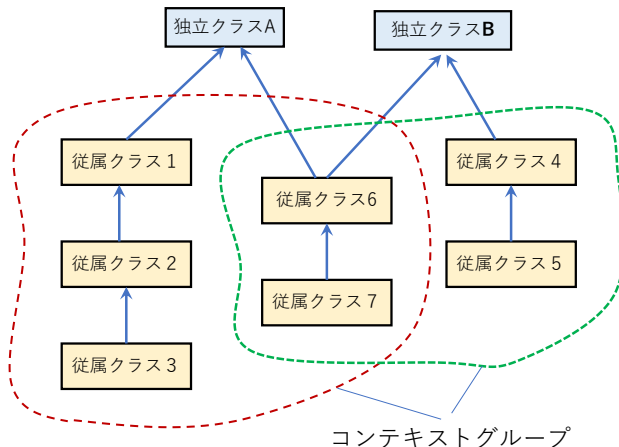 独立クラスA
独立クラスB
従属クラス１
従属クラス４
従属クラス6
従属クラス２
従属クラス５
従属クラス７
従属クラス３
コンテキストグループ